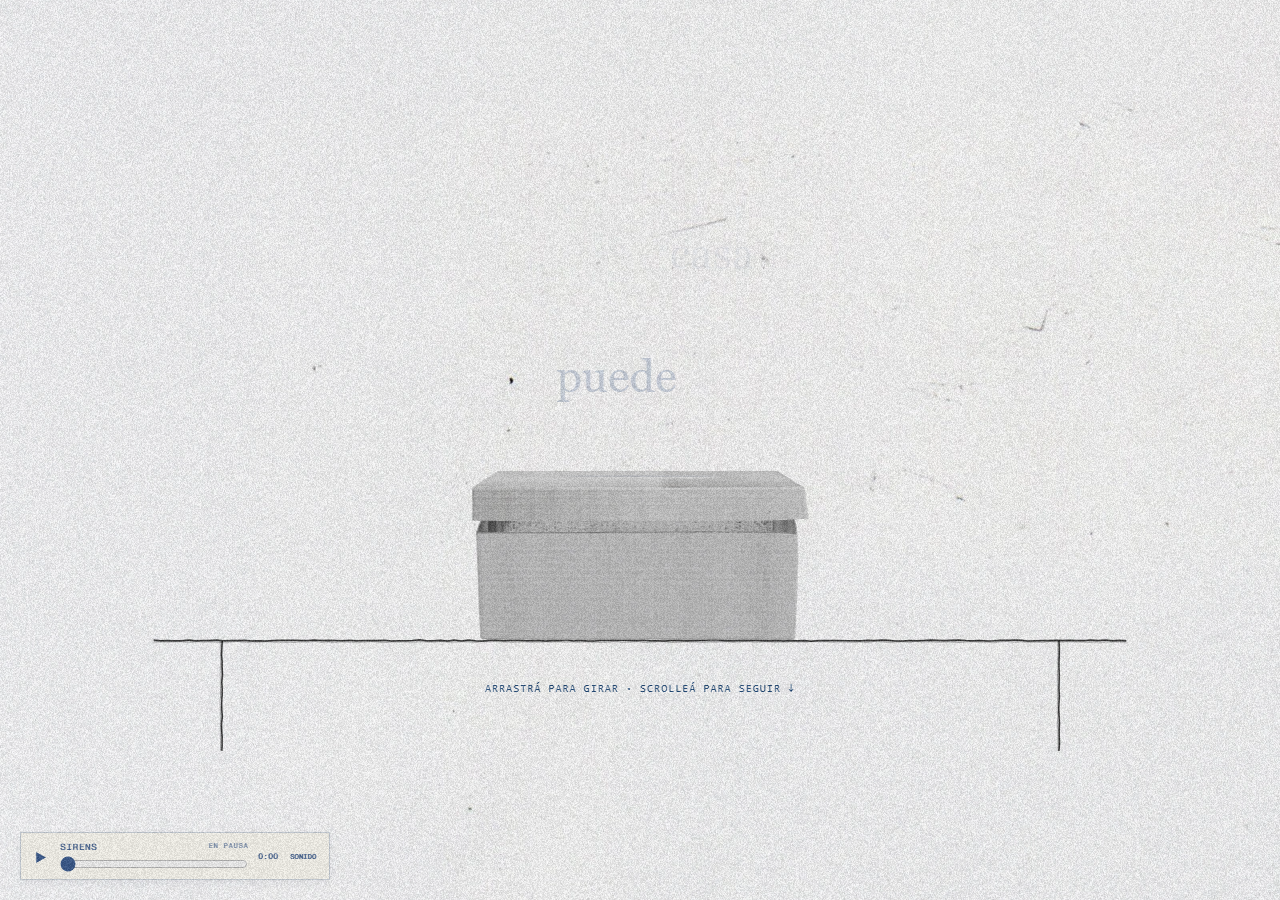 puede
ARRASTRÁ PARA GIRAR · SCROLLEÁ PARA SEGUIR ↓
SIRENS
EN PAUSA
0:00
SONIDO